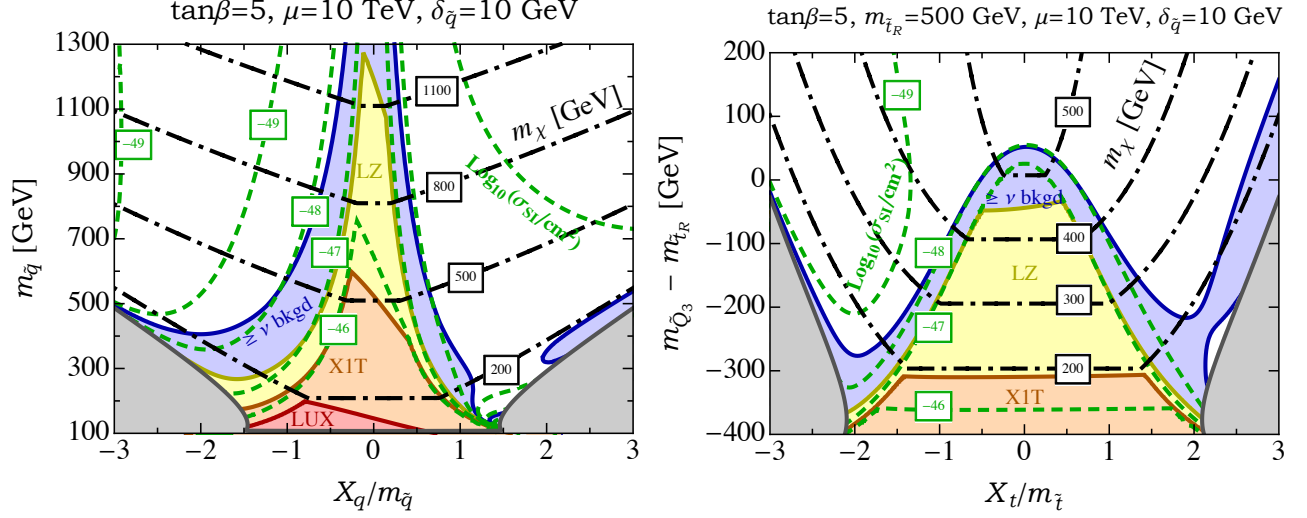 tanβ=5, μ=10 TeV, δ_q̃=10 GeV
1300
1100
900
700
500
300
100
m_q̃ [GeV]
−3 −2 −1 0 1 2 3
X_q/m_q̃
1100
800
500
200
m_χ [GeV]
−49
−49
−48
−47
−46
Log₁₀(σ_SI/cm²)
LZ
≥ ν bkgd
X1T
LUX
tanβ=5, m_t̃_R=500 GeV, μ=10 TeV, δ_q̃=10 GeV
200
100
0
−100
−200
−300
−400
m_Q̃₃ − m_t̃_R [GeV]
−3 −2 −1 0 1 2 3
X_t/m_t̃
500
400
300
200
m_χ [GeV]
−49
−48
−47
−46
Log₁₀(σ_SI/cm²)
≥ ν bkgd
LZ
X1T